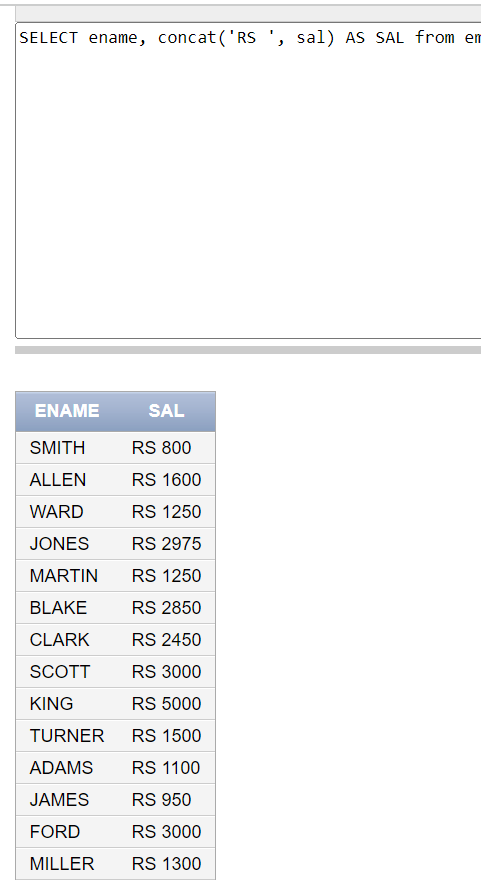 SELECT ename, concat('RS ', sal) AS SAL from
ENAME SAL
SMITH RS 800
ALLEN RS 1600
WARD RS 1250
JONES RS 2975
MARTIN RS 1250
BLAKE RS 2850
CLARK RS 2450
SCOTT RS 3000
KING RS 5000
TURNER RS 1500
ADAMS RS 1100
JAMES RS 950
FORD RS 3000
MILLER RS 1300